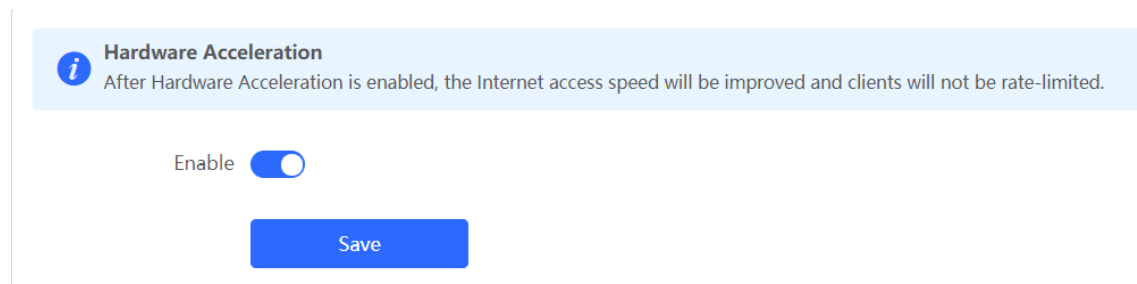 Hardware Acceleration
After Hardware Acceleration is enabled, the Internet access speed will be improved and clients will not be rate-limited.
Enable
Save